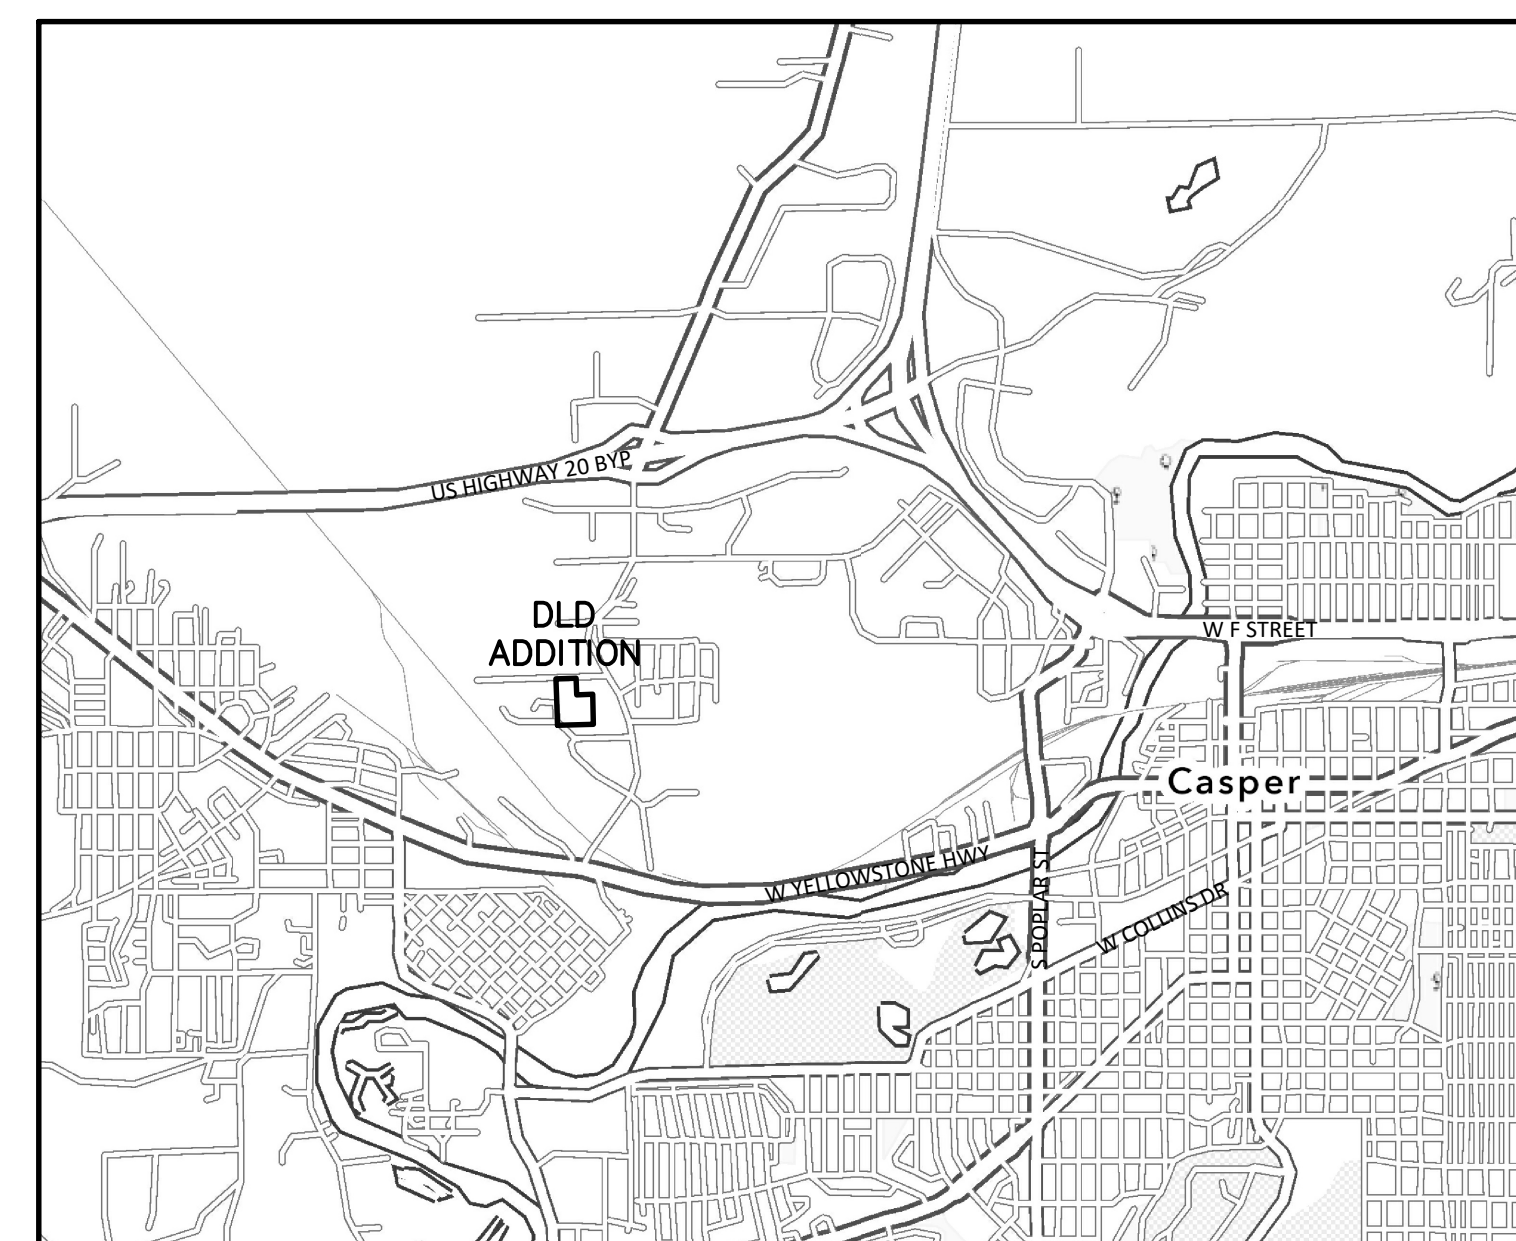 US HIGHWAY 20 BYP
DLD
ADDITION
W F STREET
Casper
W YELLOWSTONE HWY
S POPLAR ST
W COLLINS DR